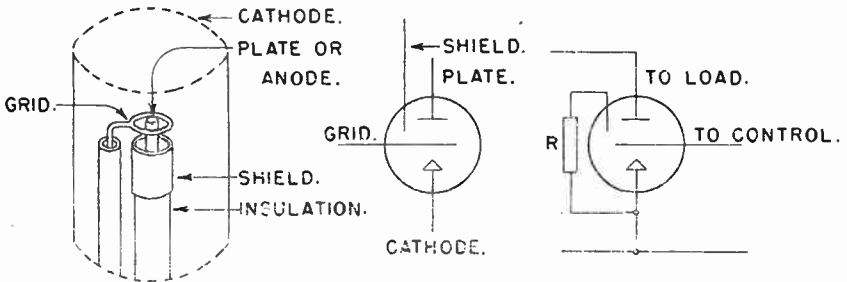 CATHODE.
PLATE OR
ANODE.
GRID.
SHIELD.
INSULATION.
SHIELD.
PLATE.
GRID.
CATHODE.
TO LOAD.
R
TO CONTROL.